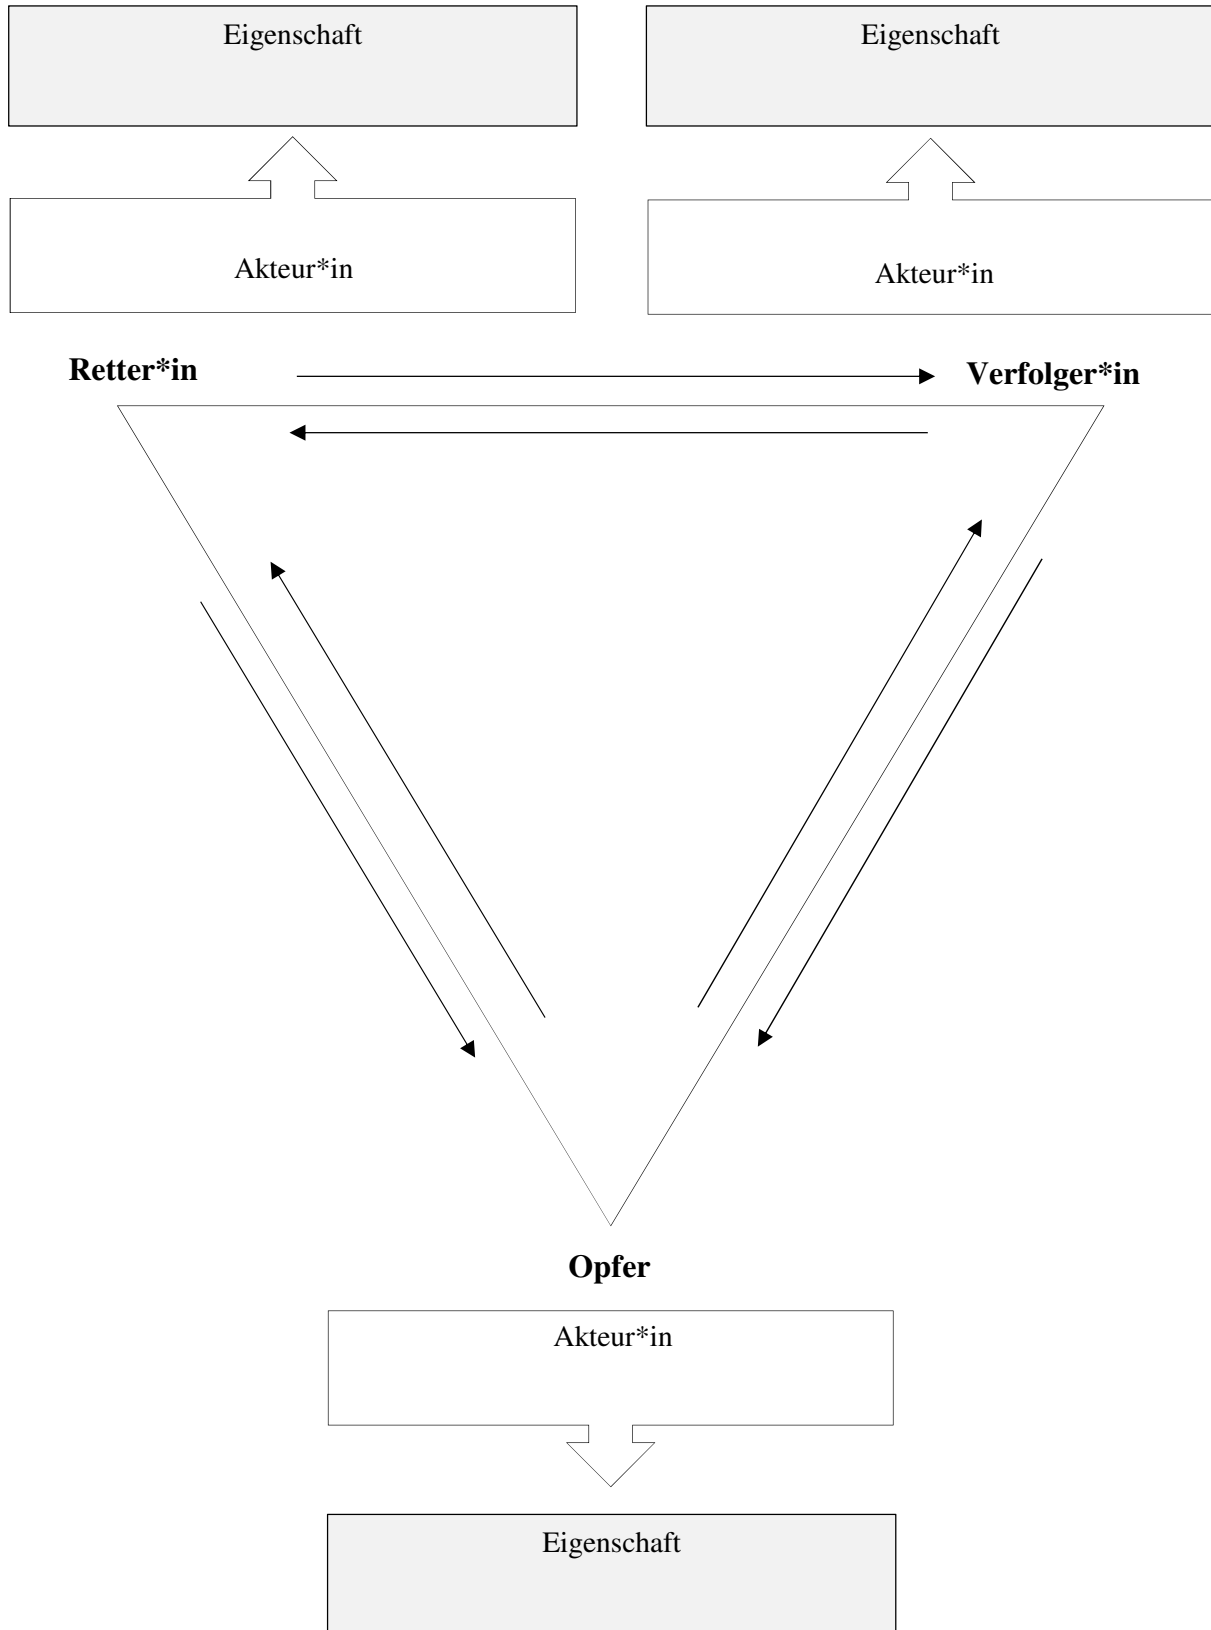 Eigenschaft
Eigenschaft
Akteur*in
Akteur*in
Retter*in
Verfolger*in
Opfer
Akteur*in
Eigenschaft